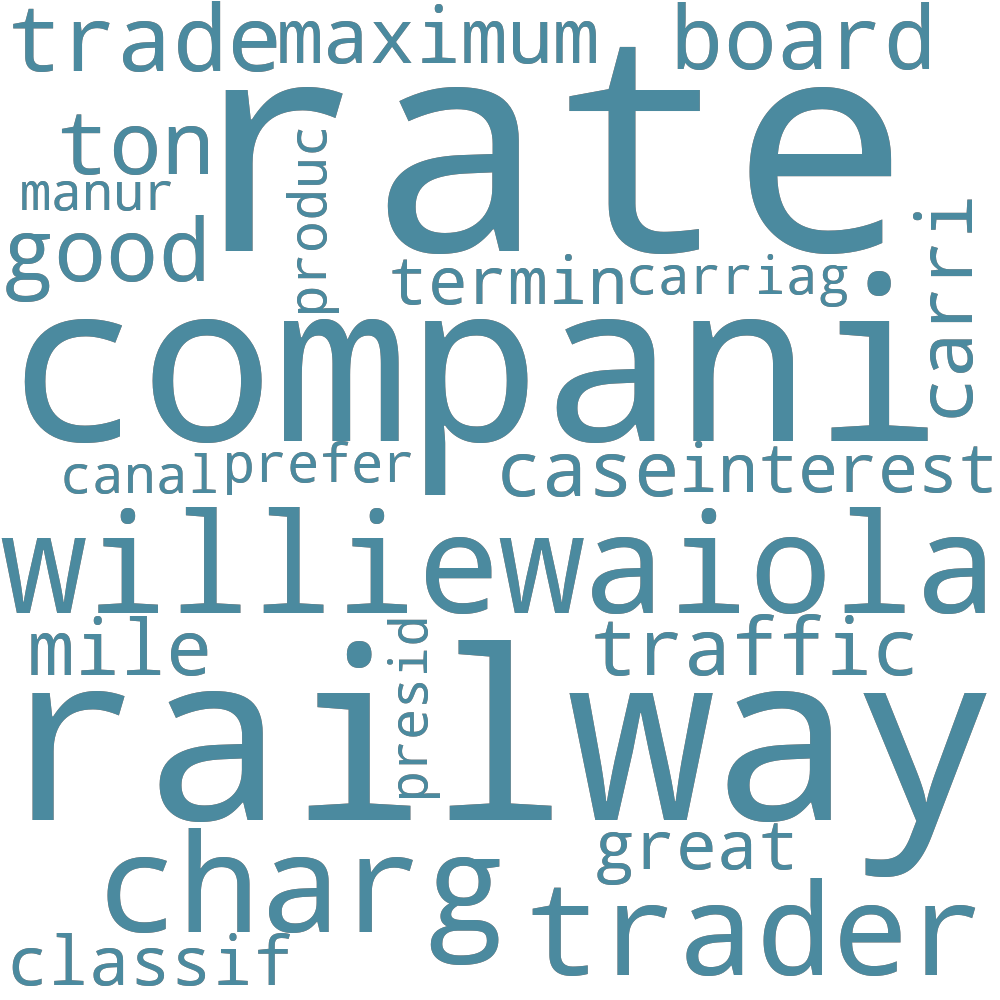 trade maximum board
rate
ton
manur
produc
good
carri
termin carriag
compani
canal prefer case interest
williewaiola
mile
presid
traffic
railway
charg
great
trader
classif